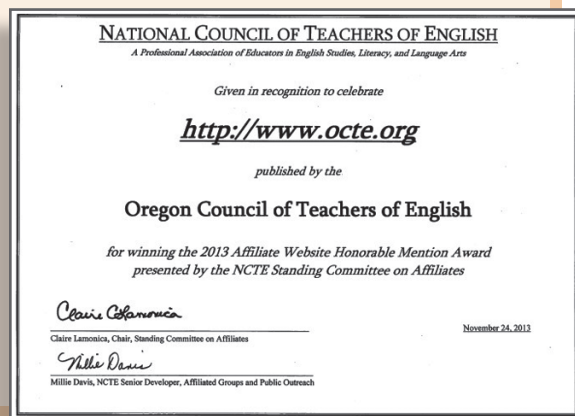 NATIONAL COUNCIL OF TEACHERS OF ENGLISH
A Professional Association of Educators in English Studies, Literacy, and Language Arts
Given in recognition to celebrate
http://www.octe.org
published by the
Oregon Council of Teachers of English
for winning the 2013 Affiliate Website Honorable Mention Award
presented by the NCTE Standing Committee on Affiliates
Claire Lamonica
November 24, 2013
Claire Lamonica, Chair, Standing Committee on Affiliates
Millie Davis
Millie Davis, NCTE Senior Developer, Affiliated Groups and Public Outreach